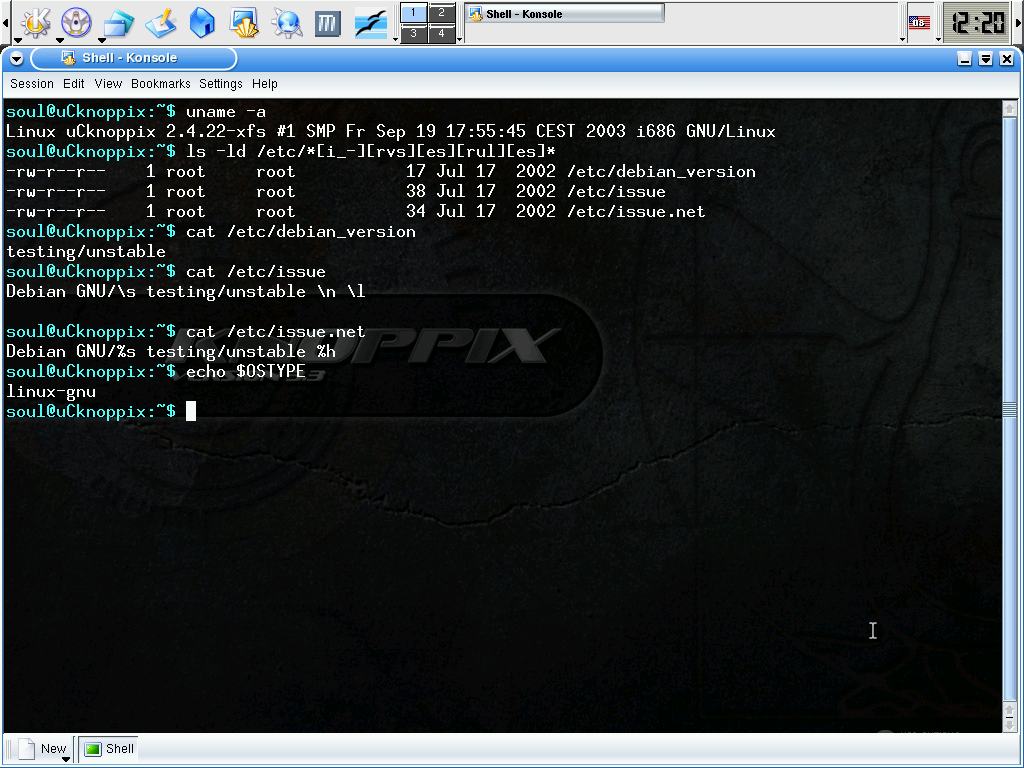 1 2
3 4
Shell - Konsole
US
12:20
Shell - Konsole
Session Edit View Bookmarks Settings Help
soul@uCknoppix:~$ uname -a
Linux uCknoppix 2.4.22-xfs #1 SMP Fr Sep 19 17:55:45 CEST 2003 i686 GNU/Linux
soul@uCknoppix:~$ ls -ld /etc/*[i_-][rvs][es][rul][es]*
-rw-r--r--    1 root     root           17 Jul 17  2002 /etc/debian_version
-rw-r--r--    1 root     root           38 Jul 17  2002 /etc/issue
-rw-r--r--    1 root     root           34 Jul 17  2002 /etc/issue.net
soul@uCknoppix:~$ cat /etc/debian_version
testing/unstable
soul@uCknoppix:~$ cat /etc/issue
Debian GNU/\s testing/unstable \n \l
soul@uCknoppix:~$ cat /etc/issue.net
KNOPPIX
Debian GNU/%s testing/unstable %h
soul@uCknoppix:~$ echo $OSTYPE
VERSION 3.3
linux-gnu
soul@uCknoppix:~$
New Shell